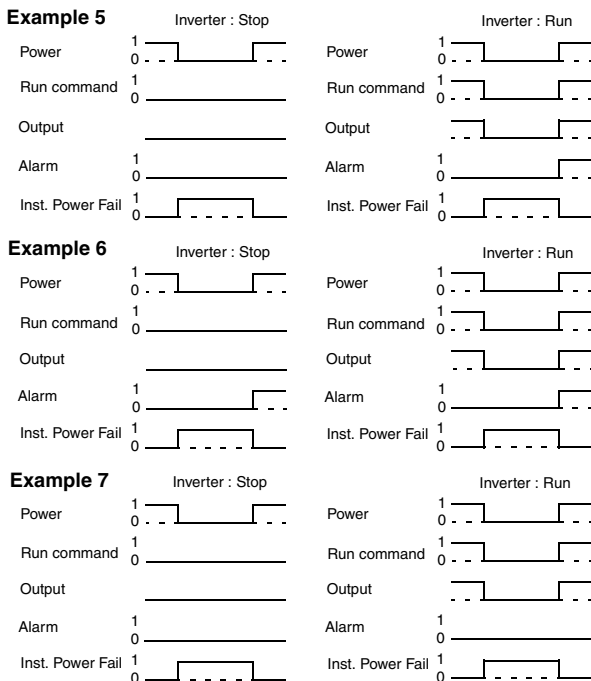 Example 5
Inverter : Stop
Inverter : Run
Power 1 0
Power 1 0
Run command 1 0
Run command 1 0
Output
Output
Alarm 1 0
Alarm 1 0
Inst. Power Fail 1 0
Inst. Power Fail 1 0
Example 6
Inverter : Stop
Inverter : Run
Power 1 0
Power 1 0
Run command 1 0
Run command 1 0
Output
Output
Alarm 1 0
Alarm 1 0
Inst. Power Fail 1 0
Inst. Power Fail 1 0
Example 7
Inverter : Stop
Inverter : Run
Power 1 0
Power 1 0
Run command 1 0
Run command 1 0
Output
Output
Alarm 1 0
Alarm 1 0
Inst. Power Fail 1 0
Inst. Power Fail 1 0